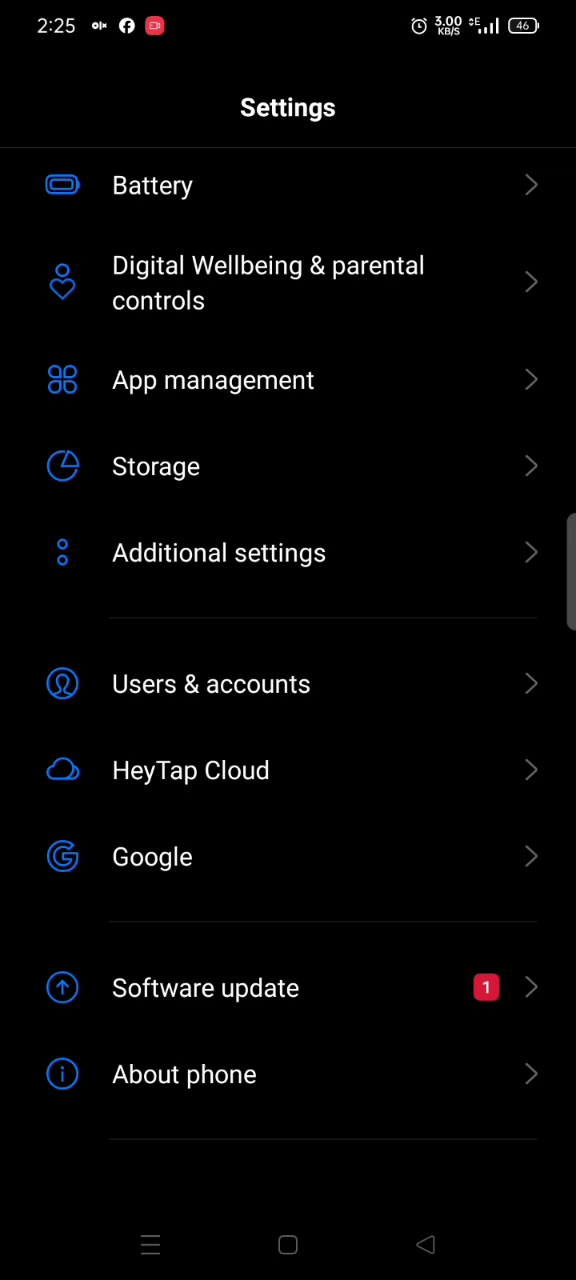 2:25 olx 3.00 KB/S E 46
Settings
Battery
Digital Wellbeing & parental
controls
App management
Storage
Additional settings
Users & accounts
HeyTap Cloud
Google
Software update 1
About phone